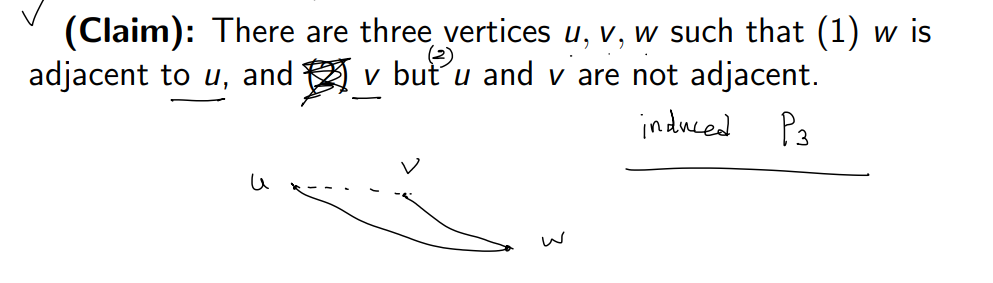 (Claim): There are three vertices u, v, w such that (1) w is
(2)
adjacent to u, and v but u and v are not adjacent.
induced P3
v
u
w